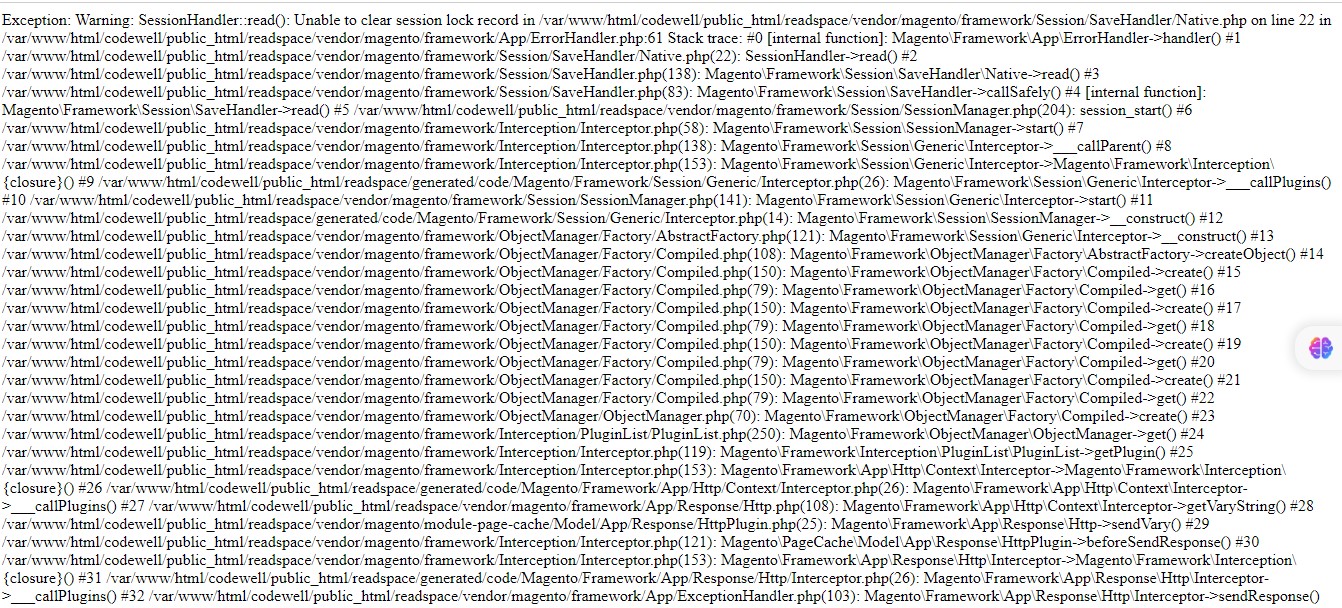 Exception: Warning: SessionHandler::read(): Unable to clear session lock record in /var/www/html/codewell/public_html/readspace/vendor/magento/framework/Session/SaveHandler/Native.php on line 22 in
/var/www/html/codewell/public_html/readspace/vendor/magento/framework/App/ErrorHandler.php:61 Stack trace: #0 [internal function]: Magento\Framework\App\ErrorHandler->handler() #1
/var/www/html/codewell/public_html/readspace/vendor/magento/framework/Session/SaveHandler/Native.php(22): SessionHandler->read() #2
/var/www/html/codewell/public_html/readspace/vendor/magento/framework/Session/SaveHandler.php(138): Magento\Framework\Session\SaveHandler\Native->read() #3
/var/www/html/codewell/public_html/readspace/vendor/magento/framework/Session/SaveHandler.php(83): Magento\Framework\Session\SaveHandler->callSafely() #4 [internal function]:
Magento\Framework\Session\SaveHandler->read() #5 /var/www/html/codewell/public_html/readspace/vendor/magento/framework/Session/SessionManager.php(204): session_start() #6
/var/www/html/codewell/public_html/readspace/vendor/magento/framework/Interception/Interceptor.php(58): Magento\Framework\Session\SessionManager->start() #7
/var/www/html/codewell/public_html/readspace/vendor/magento/framework/Interception/Interceptor.php(138): Magento\Framework\Session\Generic\Interceptor->___callParent() #8
/var/www/html/codewell/public_html/readspace/vendor/magento/framework/Interception/Interceptor.php(153): Magento\Framework\Session\Generic\Interceptor->Magento\Framework\Interception\
{closure}() #9 /var/www/html/codewell/public_html/readspace/generated/code/Magento/Framework/Session/Generic/Interceptor.php(26): Magento\Framework\Session\Generic\Interceptor->___callPlugins()
#10 /var/www/html/codewell/public_html/readspace/vendor/magento/framework/Session/SessionManager.php(141): Magento\Framework\Session\Generic\Interceptor->start() #11
/var/www/html/codewell/public_html/readspace/generated/code/Magento/Framework/Session/Generic/Interceptor.php(14): Magento\Framework\Session\SessionManager->__construct() #12
/var/www/html/codewell/public_html/readspace/vendor/magento/framework/ObjectManager/Factory/AbstractFactory.php(121): Magento\Framework\Session\Generic\Interceptor->__construct() #13
/var/www/html/codewell/public_html/readspace/vendor/magento/framework/ObjectManager/Factory/Compiled.php(108): Magento\Framework\ObjectManager\Factory\AbstractFactory->createObject() #14
/var/www/html/codewell/public_html/readspace/vendor/magento/framework/ObjectManager/Factory/Compiled.php(150): Magento\Framework\ObjectManager\Factory\Compiled->create() #15
/var/www/html/codewell/public_html/readspace/vendor/magento/framework/ObjectManager/Factory/Compiled.php(79): Magento\Framework\ObjectManager\Factory\Compiled->get() #16
/var/www/html/codewell/public_html/readspace/vendor/magento/framework/ObjectManager/Factory/Compiled.php(150): Magento\Framework\ObjectManager\Factory\Compiled->create() #17
/var/www/html/codewell/public_html/readspace/vendor/magento/framework/ObjectManager/Factory/Compiled.php(79): Magento\Framework\ObjectManager\Factory\Compiled->get() #18
/var/www/html/codewell/public_html/readspace/vendor/magento/framework/ObjectManager/Factory/Compiled.php(150): Magento\Framework\ObjectManager\Factory\Compiled->create() #19
/var/www/html/codewell/public_html/readspace/vendor/magento/framework/ObjectManager/Factory/Compiled.php(79): Magento\Framework\ObjectManager\Factory\Compiled->get() #20
/var/www/html/codewell/public_html/readspace/vendor/magento/framework/ObjectManager/Factory/Compiled.php(150): Magento\Framework\ObjectManager\Factory\Compiled->create() #21
/var/www/html/codewell/public_html/readspace/vendor/magento/framework/ObjectManager/Factory/Compiled.php(79): Magento\Framework\ObjectManager\Factory\Compiled->get() #22
/var/www/html/codewell/public_html/readspace/vendor/magento/framework/ObjectManager/ObjectManager.php(70): Magento\Framework\ObjectManager\Factory\Compiled->create() #23
/var/www/html/codewell/public_html/readspace/vendor/magento/framework/Interception/PluginList/PluginList.php(250): Magento\Framework\ObjectManager\ObjectManager->get() #24
/var/www/html/codewell/public_html/readspace/vendor/magento/framework/Interception/Interceptor.php(119): Magento\Framework\Interception\PluginList\PluginList->getPlugin() #25
/var/www/html/codewell/public_html/readspace/vendor/magento/framework/Interception/Interceptor.php(153): Magento\Framework\App\Http\Context\Interceptor->Magento\Framework\Interception\
{closure}() #26 /var/www/html/codewell/public_html/readspace/generated/code/Magento/Framework/App/Http/Context/Interceptor.php(26): Magento\Framework\App\Http\Context\Interceptor-
>___callPlugins() #27 /var/www/html/codewell/public_html/readspace/vendor/magento/framework/App/Response/Http.php(108): Magento\Framework\App\Http\Context\Interceptor->getVaryString() #28
/var/www/html/codewell/public_html/readspace/vendor/magento/module-page-cache/Model/App/Response/HttpPlugin.php(25): Magento\Framework\App\Response\Http->sendVary() #29
/var/www/html/codewell/public_html/readspace/vendor/magento/framework/Interception/Interceptor.php(121): Magento\PageCache\Model\App\Response\HttpPlugin->beforeSendResponse() #30
/var/www/html/codewell/public_html/readspace/vendor/magento/framework/Interception/Interceptor.php(153): Magento\Framework\App\Response\Http\Interceptor->Magento\Framework\Interception\
{closure}() #31 /var/www/html/codewell/public_html/readspace/generated/code/Magento/Framework/App/Response/Http/Interceptor.php(26): Magento\Framework\App\Response\Http\Interceptor-
>___callPlugins() #32 /var/www/html/codewell/public_html/readspace/vendor/magento/framework/App/ExceptionHandler.php(103): Magento\Framework\App\Response\Http\Interceptor->sendResponse()